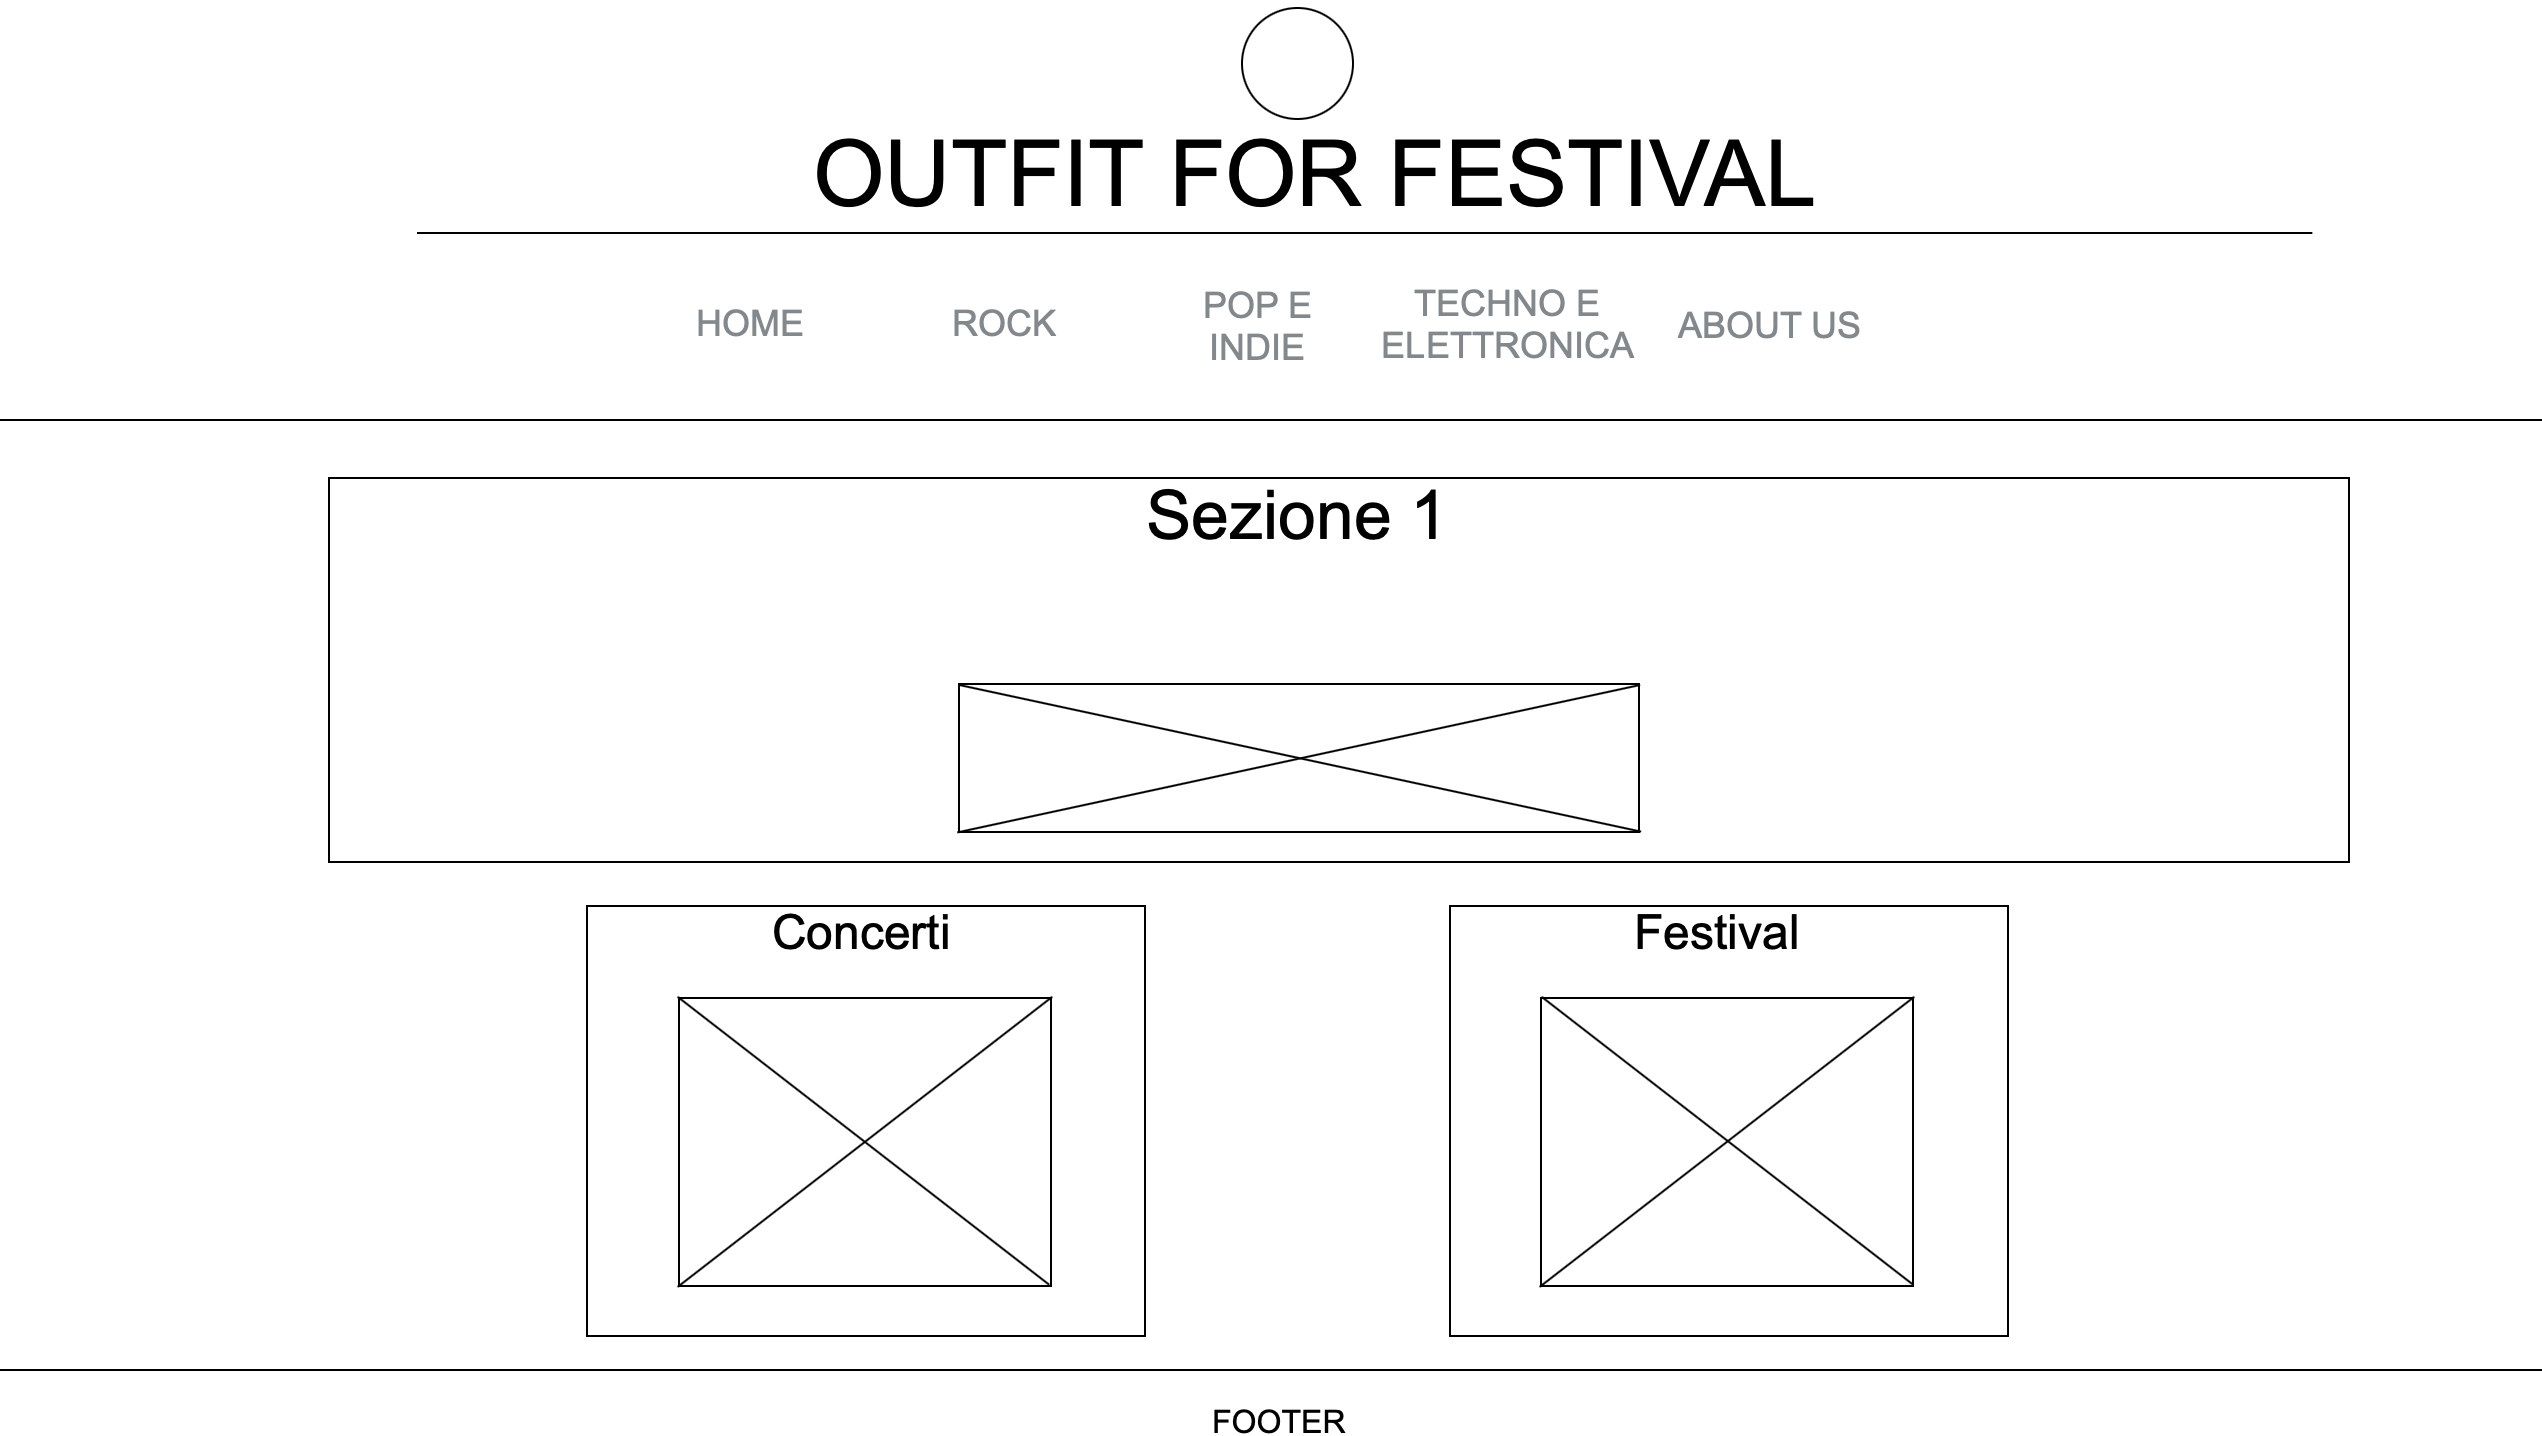 OUTFIT FOR FESTIVAL
HOME
ROCK
POP E
INDIE
TECHNO E
ELETTRONICA
ABOUT US
Sezione 1
Concerti
Festival
FOOTER